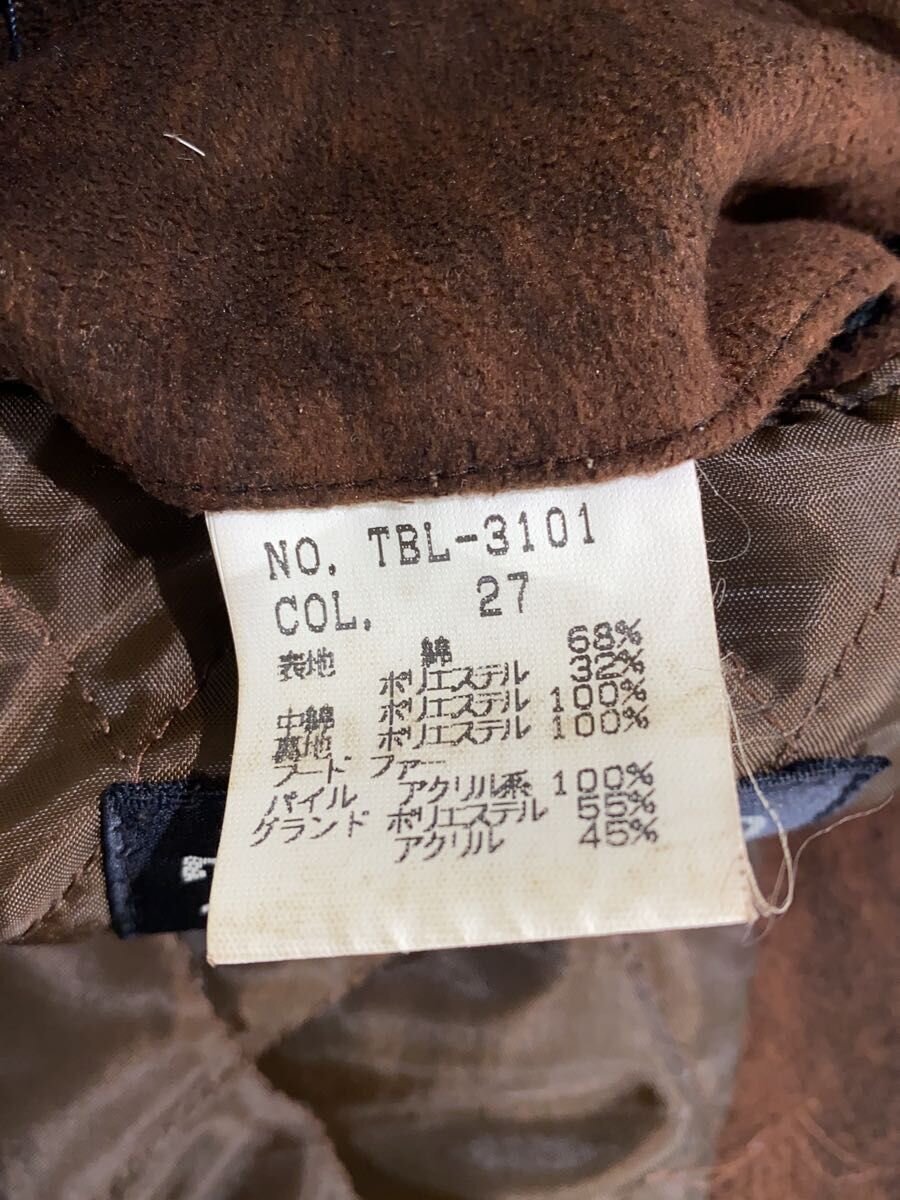 NO. TBL-3101
COL. 27
表地 綿 68%
ポリエステル 32%
中綿 ポリエステル 100%
裏地 ポリエステル 100%
フード ファー
パイル アクリル系 100%
グランド ポリエステル 55%
アクリル 45%